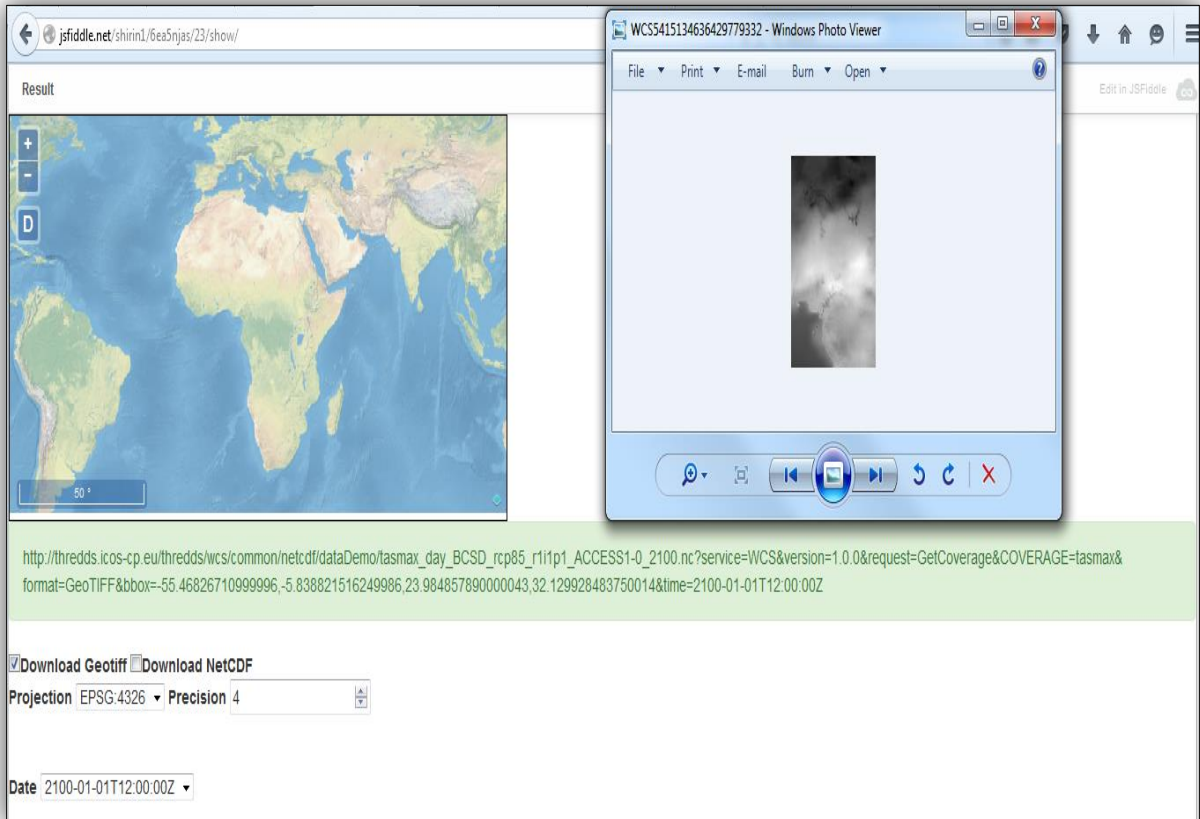 jsfiddle.net/shirin1/6ea5njas/23/show/
WCS5415134636429779332 - Windows Photo Viewer
File Print E-mail Burn Open
Result
Edit in JSFiddle
+
-
D
50 °
http://thredds.icos-cp.eu/thredds/wcs/common/netcdf/dataDemo/tasmax_day_BCSD_rcp85_r1i1p1_ACCESS1-0_2100.nc?service=WCS&version=1.0.0&request=GetCoverage&COVERAGE=tasmax&
format=GeoTIFF&bbox=-55.46826710999996,-5.838821516249986,23.984857890000043,32.129928483750014&time=2100-01-01T12:00:00Z
Download Geotiff Download NetCDF
Projection EPSG:4326 Precision 4
Date 2100-01-01T12:00:00Z